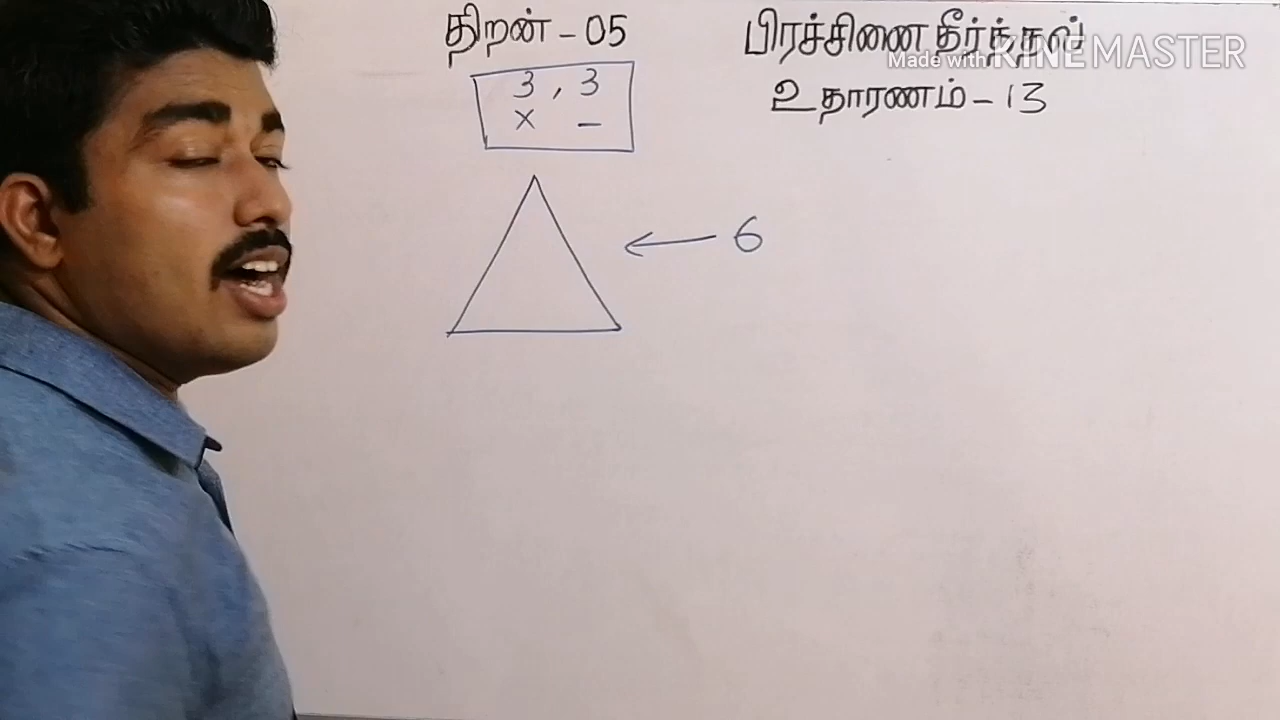 திறன் - 05
பிரச்சினை தீர்த்தல்
Made with KINEMASTER
உதாரணம் - 13
3 , 3
× −
← 6